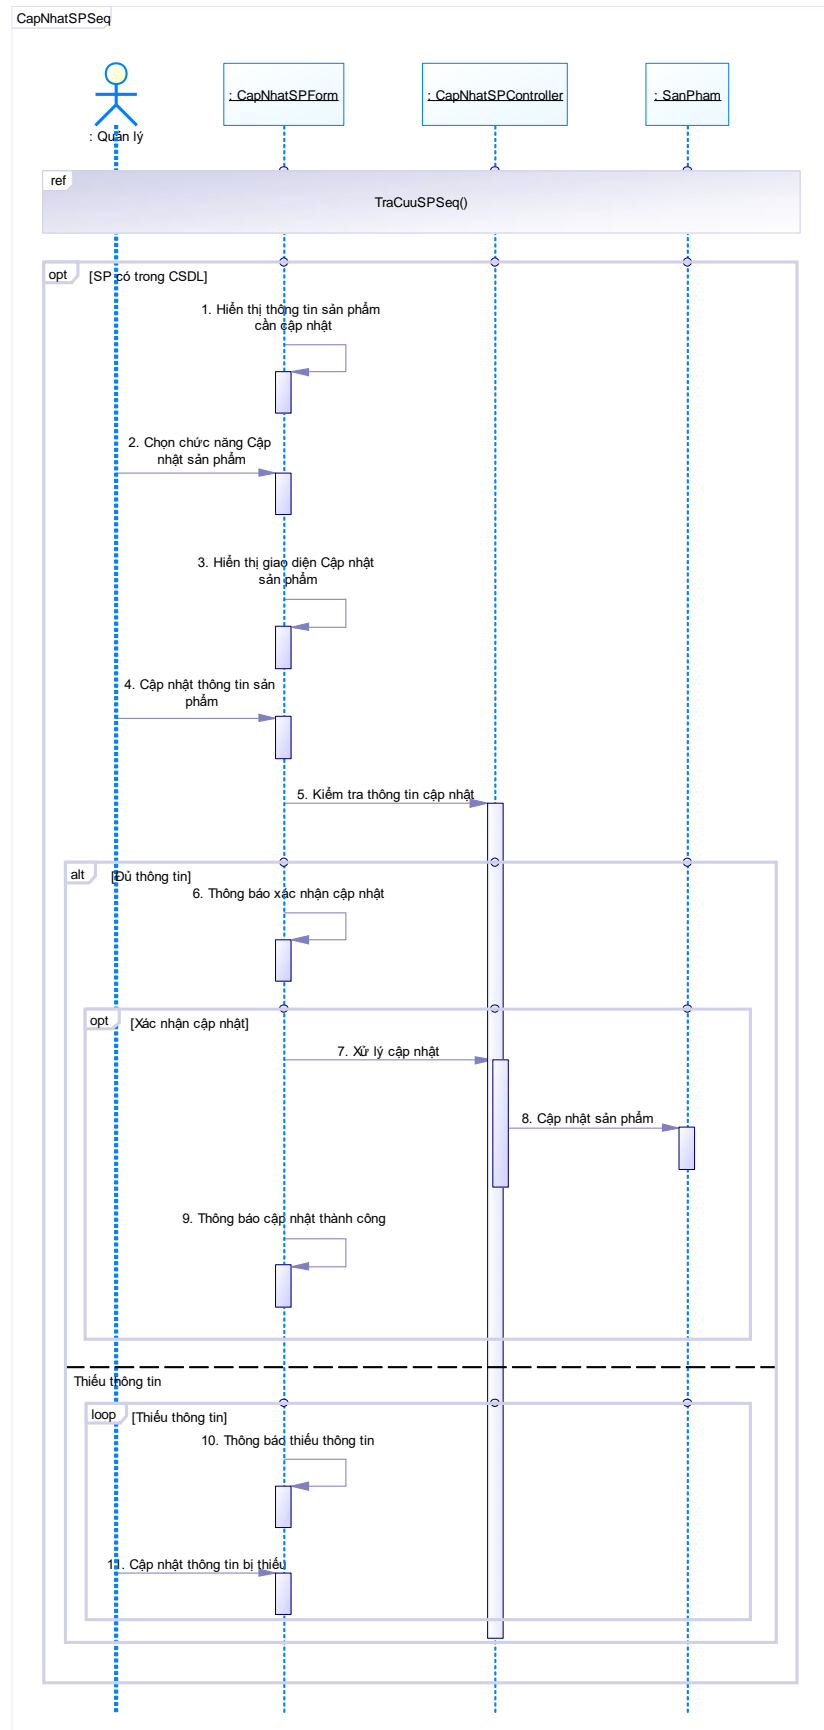 CapNhatSPSeq
: Quản lý
: CapNhatSPForm
: CapNhatSPController
: SanPham
ref
TraCuuSPSeq()
opt
[SP có trong CSDL]
1. Hiển thị thông tin sản phẩm
cần cập nhật
2. Chọn chức năng Cập
nhật sản phẩm
3. Hiển thị giao diện Cập nhật
sản phẩm
4. Cập nhật thông tin sản
phẩm
5. Kiểm tra thông tin cập nhật
alt
[Đủ thông tin]
6. Thông báo xác nhận cập nhật
opt
[Xác nhận cập nhật]
7. Xử lý cập nhật
8. Cập nhật sản phẩm
9. Thông báo cập nhật thành công
Thiếu thông tin
loop
[Thiếu thông tin]
10. Thông báo thiếu thông tin
11. Cập nhật thông tin bị thiếu